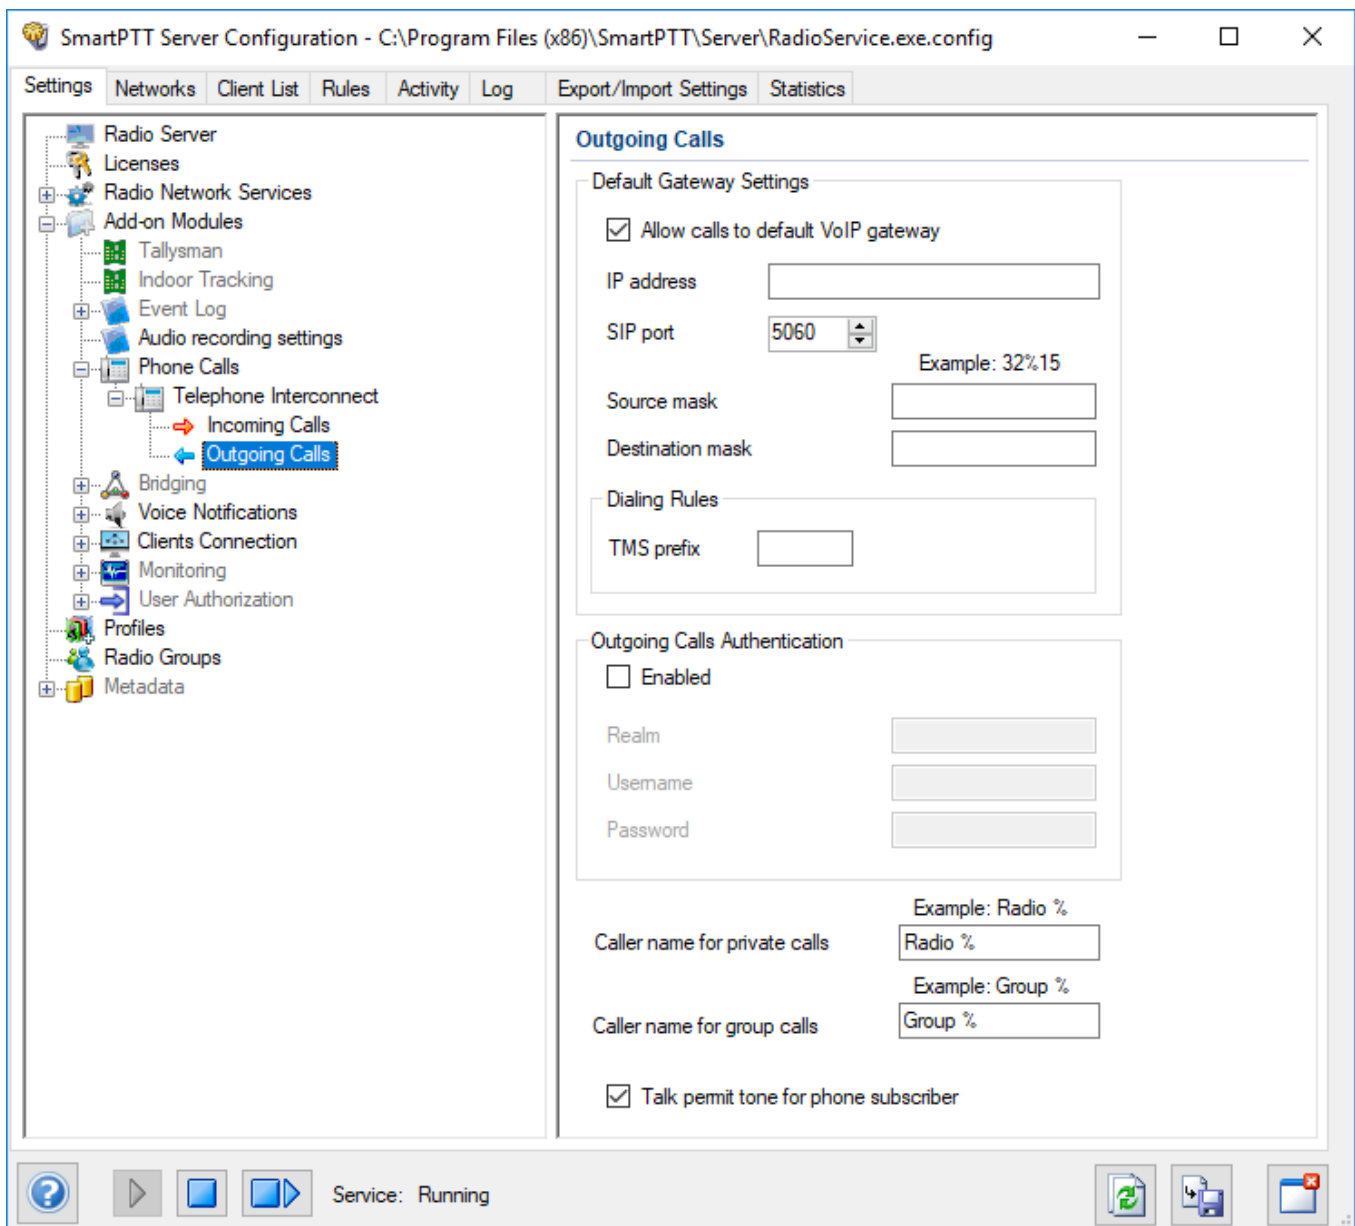 SmartPTT Server Configuration - C:\Program Files (x86)\SmartPTT\Server\RadioService.exe.config
Settings Networks Client List Rules Activity Log Export/Import Settings Statistics
Radio Server
Licenses
Radio Network Services
Add-on Modules
Tallysman
Indoor Tracking
Event Log
Audio recording settings
Phone Calls
Telephone Interconnect
Incoming Calls
Outgoing Calls
Bridging
Voice Notifications
Clients Connection
Monitoring
User Authorization
Profiles
Radio Groups
Metadata
Outgoing Calls
Default Gateway Settings
Allow calls to default VoIP gateway
IP address
SIP port 5060
Example: 32%15
Source mask
Destination mask
Dialing Rules
TMS prefix
Outgoing Calls Authentication
Enabled
Realm
Username
Password
Example: Radio %
Caller name for private calls Radio %
Example: Group %
Caller name for group calls Group %
Talk permit tone for phone subscriber
Service: Running